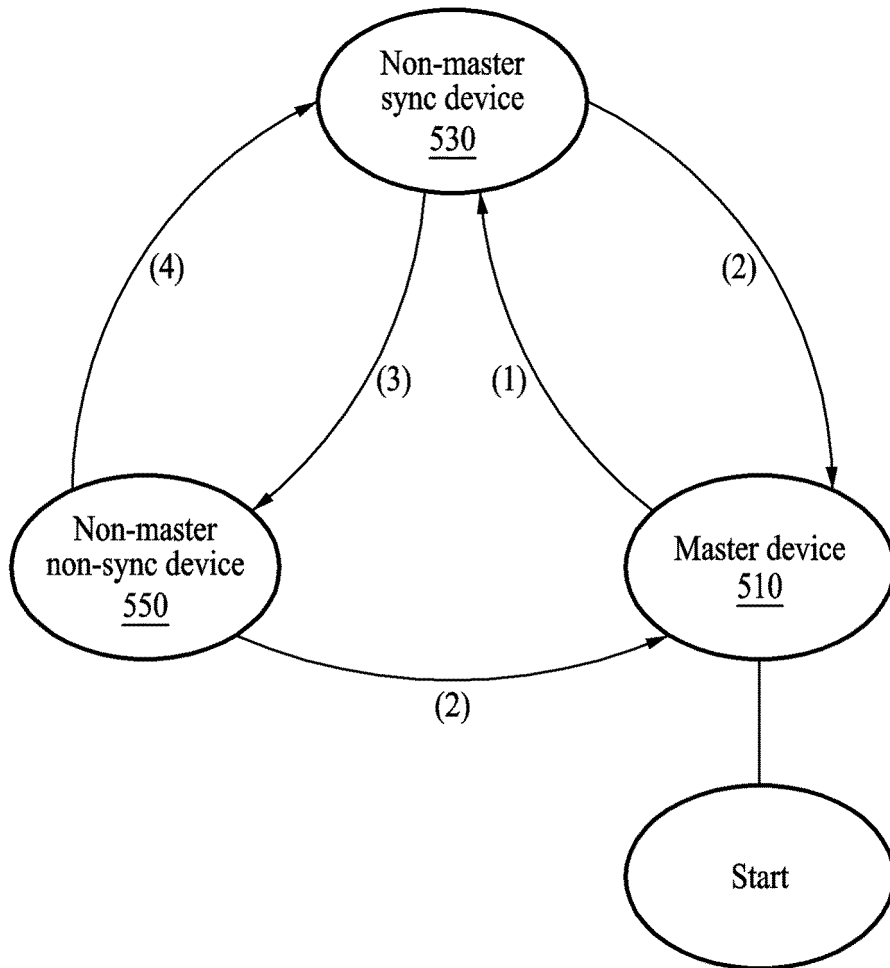 Non-master
sync device
530
(4)
(2)
(3)
(1)
Non-master
non-sync device
550
Master device
510
(2)
Start